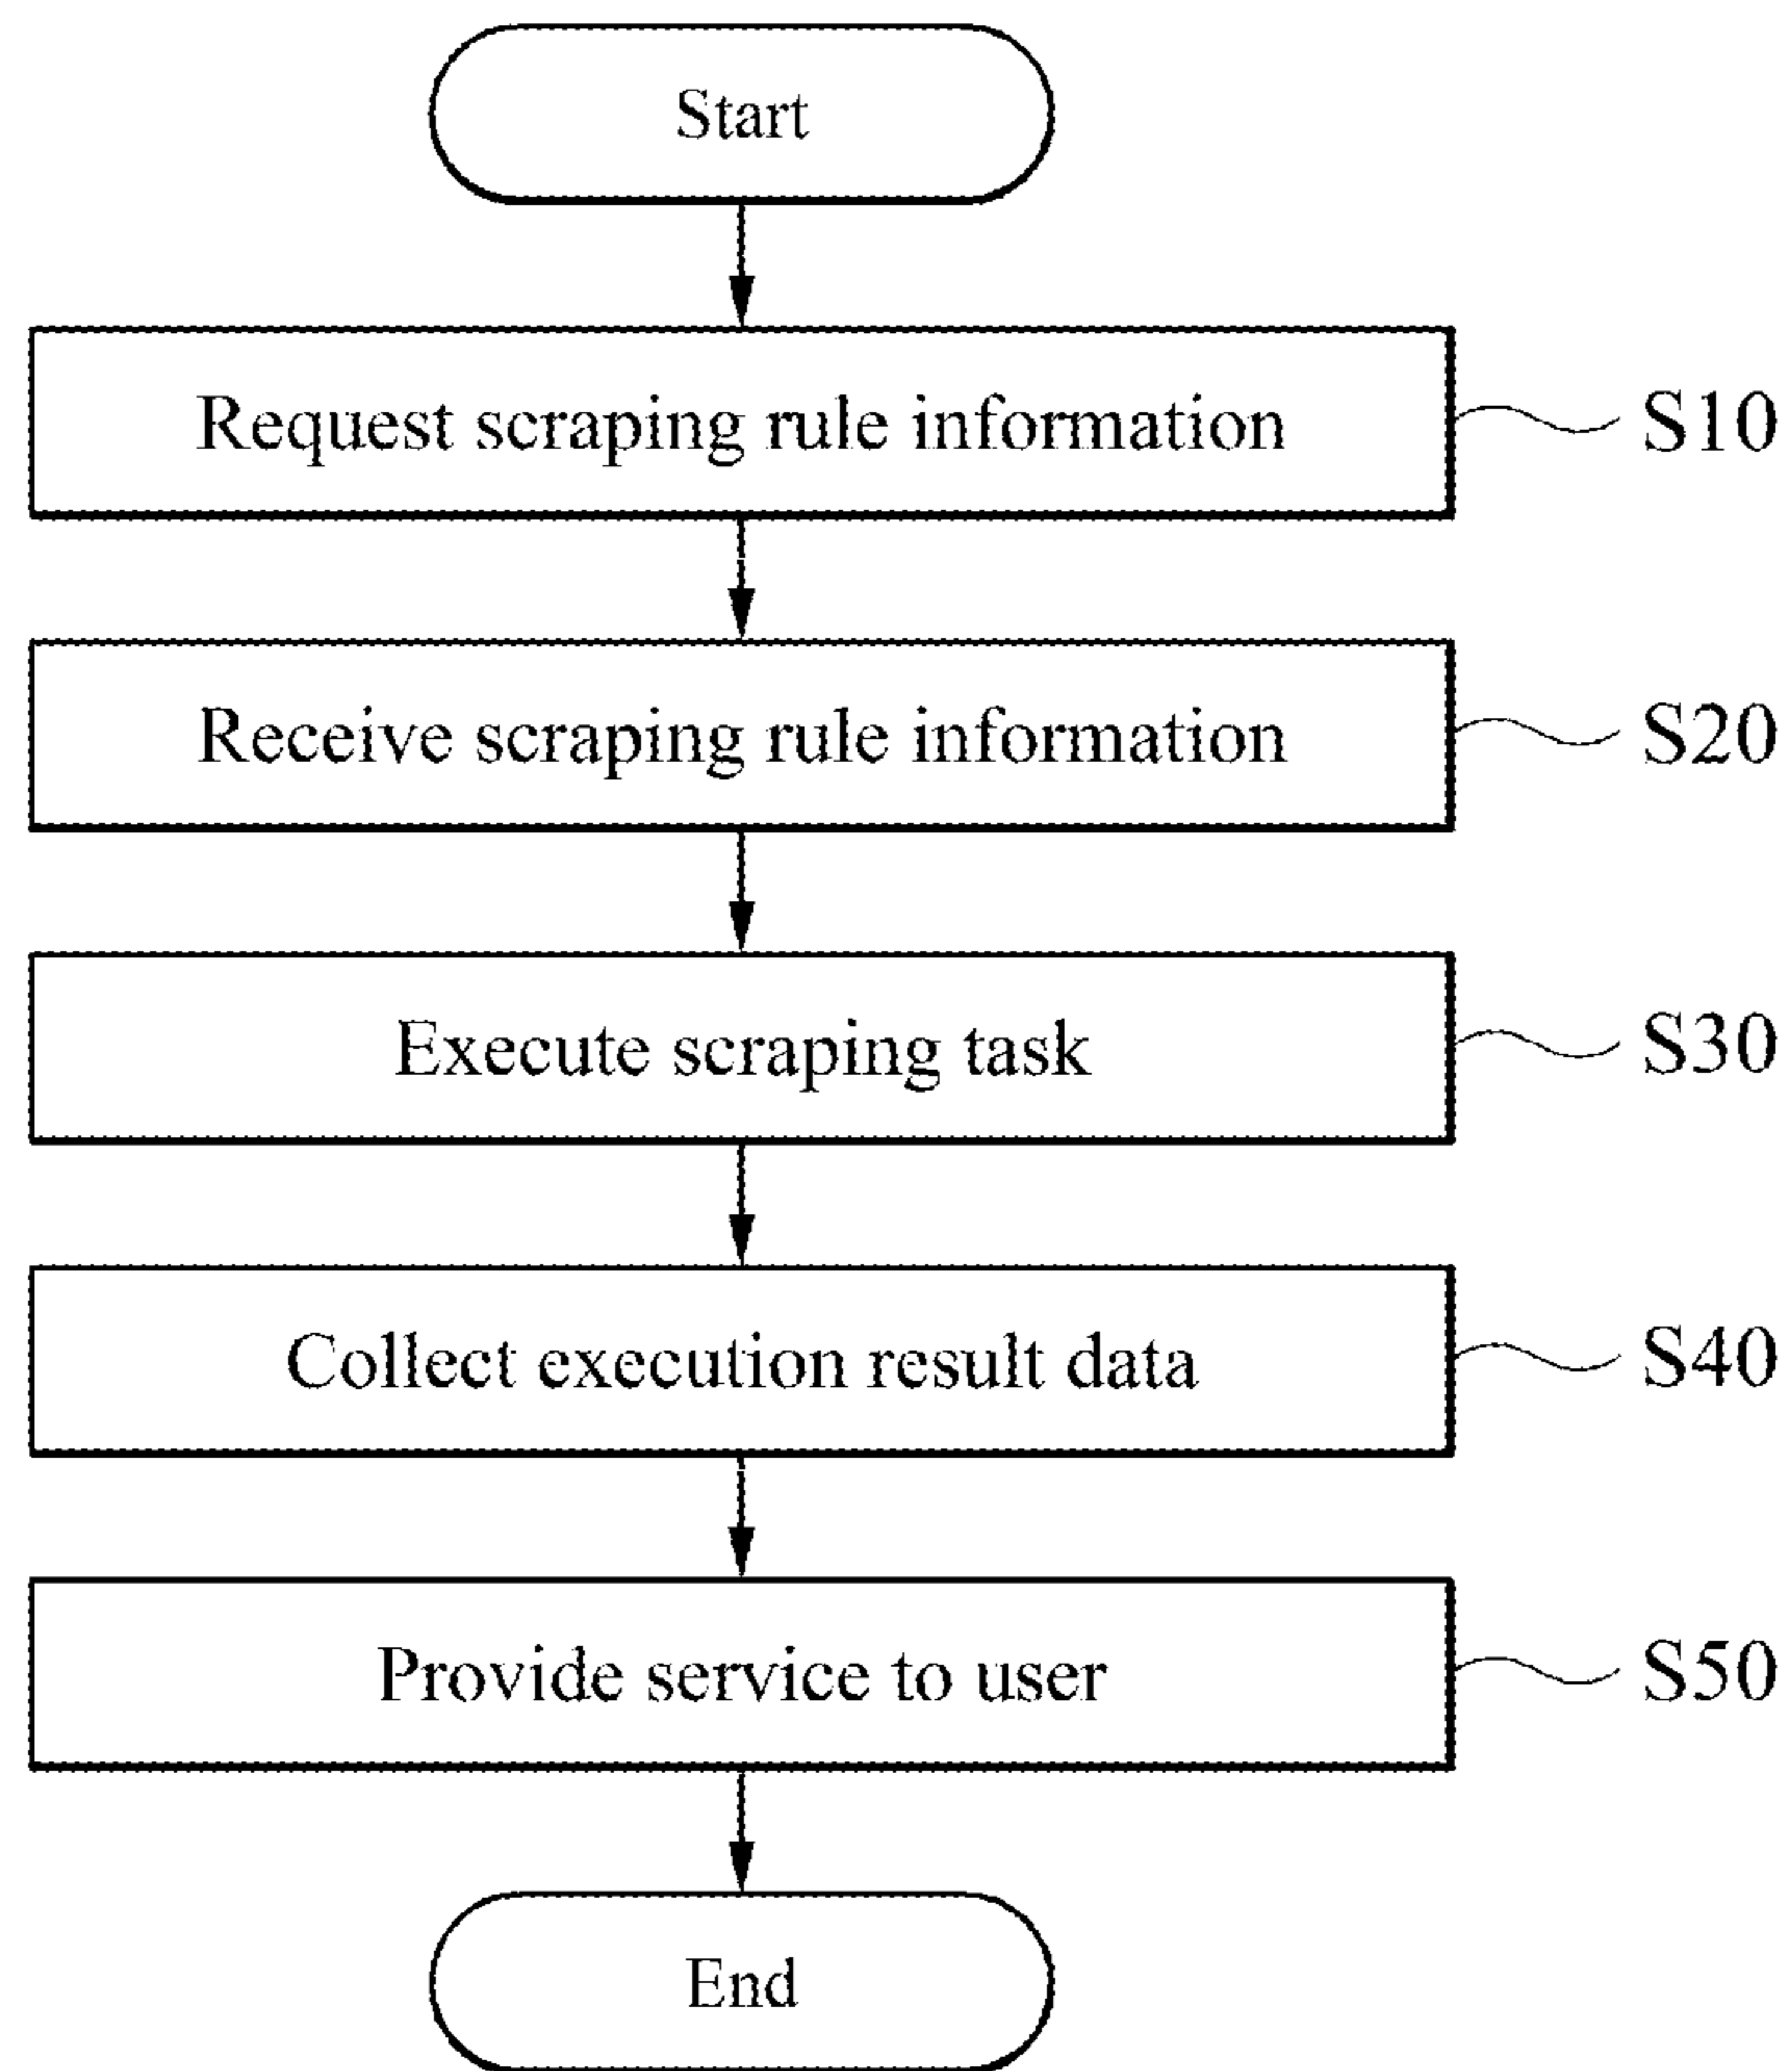 Start
Request scraping rule information
S10
Receive scraping rule information
S20
Execute scraping task
S30
Collect execution result data
S40
Provide service to user
S50
End